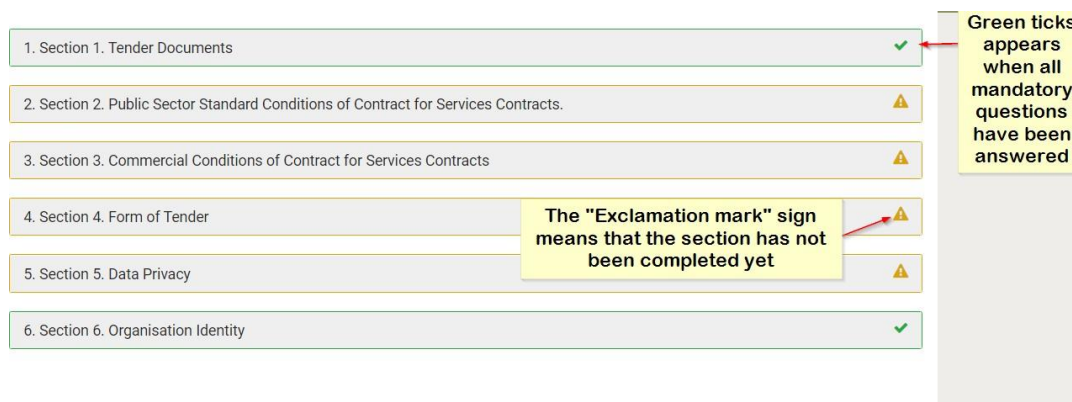 1. Section 1. Tender Documents
2. Section 2. Public Sector Standard Conditions of Contract for Services Contracts.
3. Section 3. Commercial Conditions of Contract for Services Contracts
4. Section 4. Form of Tender
5. Section 5. Data Privacy
6. Section 6. Organisation Identity
The "Exclamation mark" sign
means that the section has not
been completed yet
Green ticks
appears
when all
mandatory
questions
have been
answered